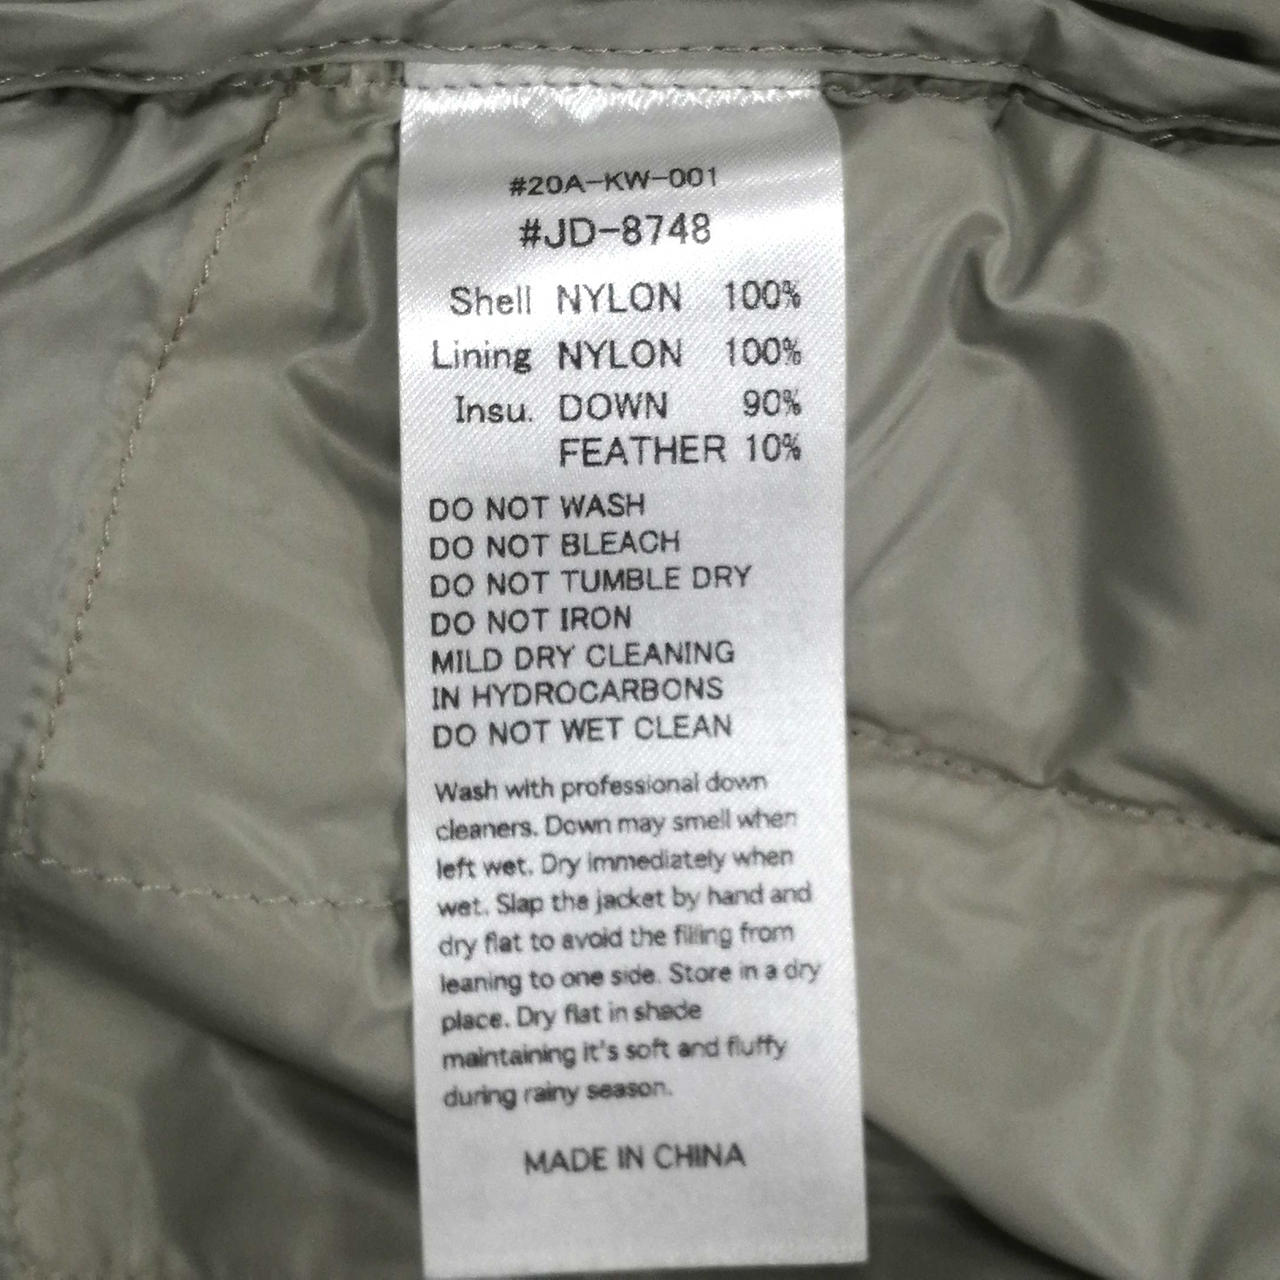 #20A-KW-001
#JD-8748
Shell NYLON 100%
Lining NYLON 100%
Insu. DOWN 90%
FEATHER 10%
DO NOT WASH
DO NOT BLEACH
DO NOT TUMBLE DRY
DO NOT IRON
MILD DRY CLEANING
IN HYDROCARBONS
DO NOT WET CLEAN
Wash with professional down
cleaners. Down may smell when
left wet. Dry immediately when
wet. Slap the jacket by hand and
dry flat to avoid the filling from
leaning to one side. Store in a dry
place. Dry flat in shade
maintaining it's soft and fluffy
during rainy season.
MADE IN CHINA